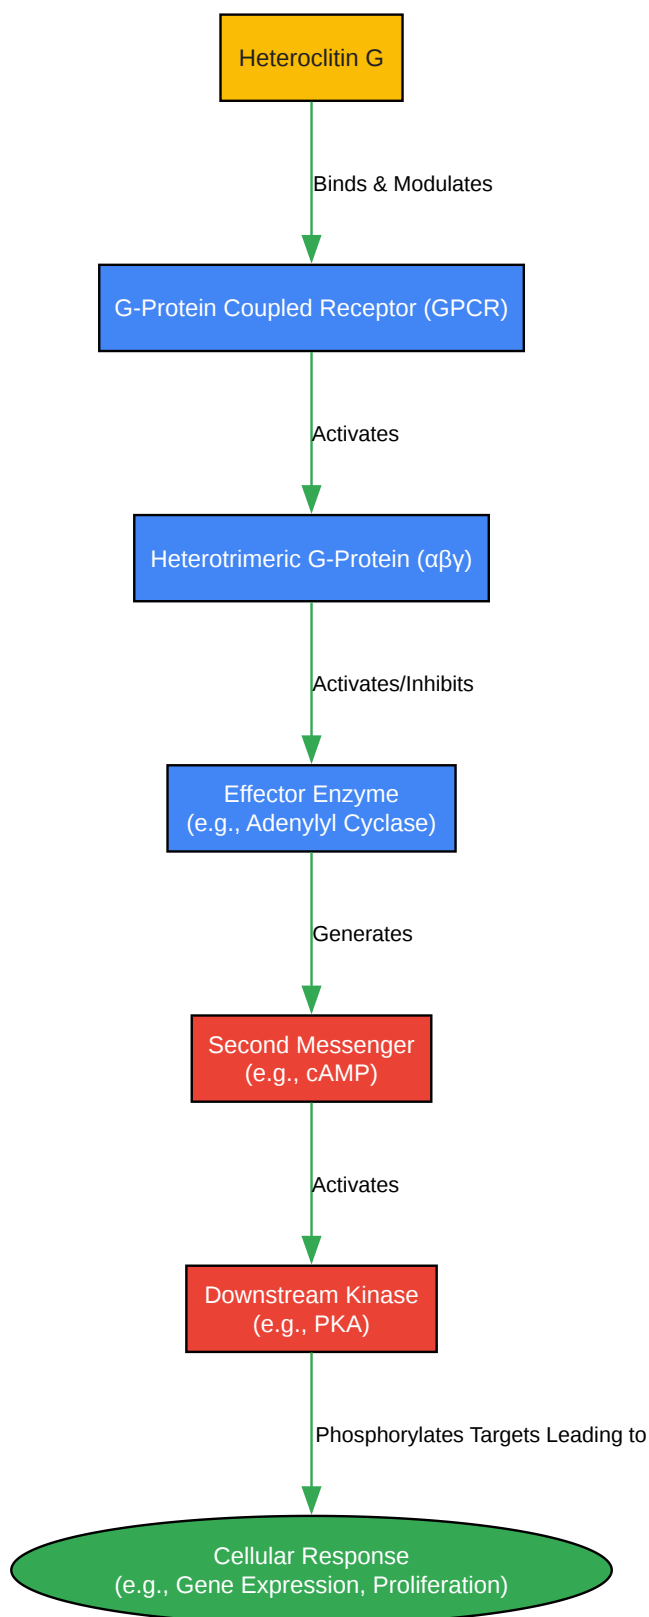 Heteroclitin G
Binds & Modulates
G-Protein Coupled Receptor (GPCR)
Activates
Heterotrimeric G-Protein (αβγ)
Activates/Inhibits
Effector Enzyme
(e.g., Adenylyl Cyclase)
Generates
Second Messenger
(e.g., cAMP)
Activates
Downstream Kinase
(e.g., PKA)
Phosphorylates Targets Leading to
Cellular Response
(e.g., Gene Expression, Proliferation)